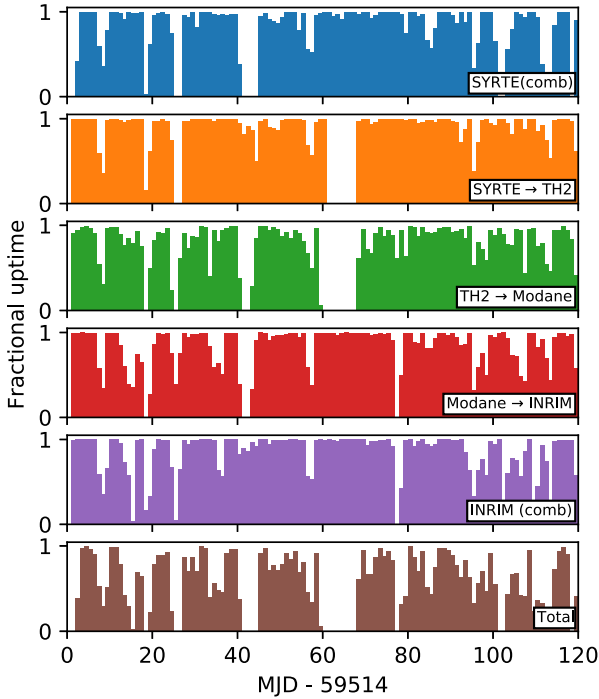 1
0
SYRTE(comb)
1
0
SYRTE → TH2
1
0
TH2 → Modane
1
0
Modane → INRIM
1
0
INRIM (comb)
1
0
Total
Fractional uptime
0 20 40 60 80 100 120
MJD - 59514